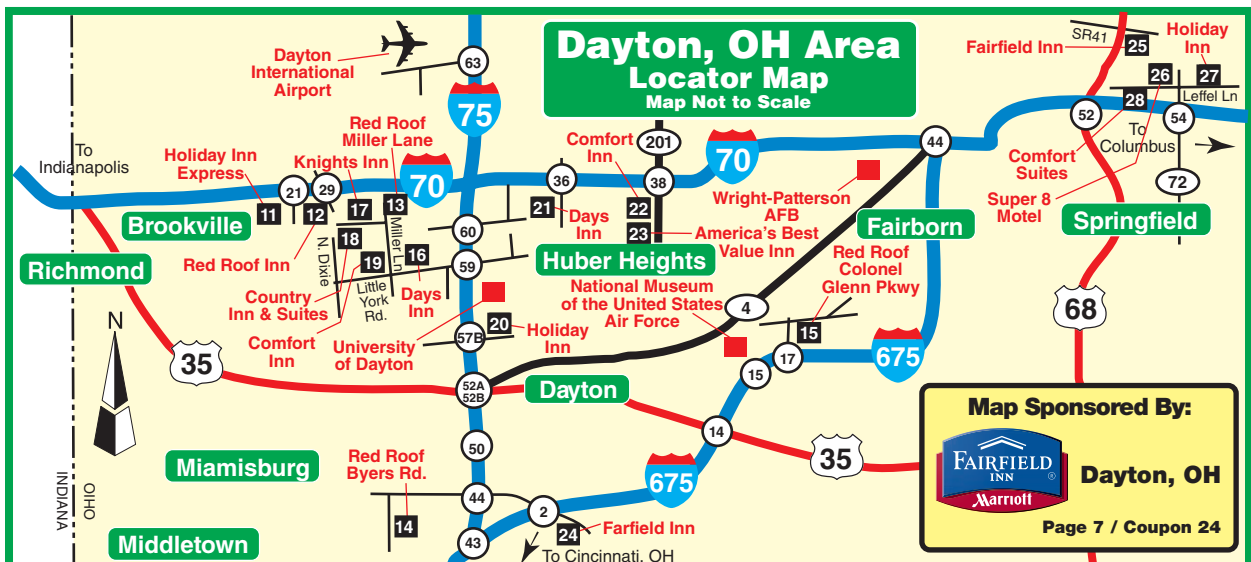 Dayton, OH Area
Locator Map
Map Not to Scale
Dayton
International
Airport
63
75
SR41
Fairfield Inn
25
Holiday
Inn
26
27
Leffel Ln
28
52
54
To
Columbus
Comfort
Suites
Super 8
Motel
72
Springfield
To
Indianapolis
Holiday Inn
Express
Red Roof
Miller Lane
Knights Inn
70
21
29
11
12
17
13
Brookville
Red Roof Inn
N. Dixie
18
19
Miller Ln
16
Days
Inn
Little
York
Rd.
Country
Inn & Suites
Comfort
Inn
Richmond
60
59
36
21
Days
Inn
Comfort
Inn
201
38
22
23
70
44
Wright-Patterson
AFB
America's Best
Value Inn
Fairborn
Huber Heights
National Museum
of the United States
Air Force
Red Roof
Colonel
Glenn Pkwy
4
15
17
15
675
68
N
35
University
of Dayton
57B
20
Holiday
Inn
52A
52B
Dayton
14
35
50
Miamisburg
Red Roof
Byers Rd.
14
44
43
2
24
Farfield Inn
675
To Cincinnati, OH
Middletown
INDIANA
OIHO
Map Sponsored By:
FAIRFIELD
INN
®
Marriott
Dayton, OH
Page 7 / Coupon 24